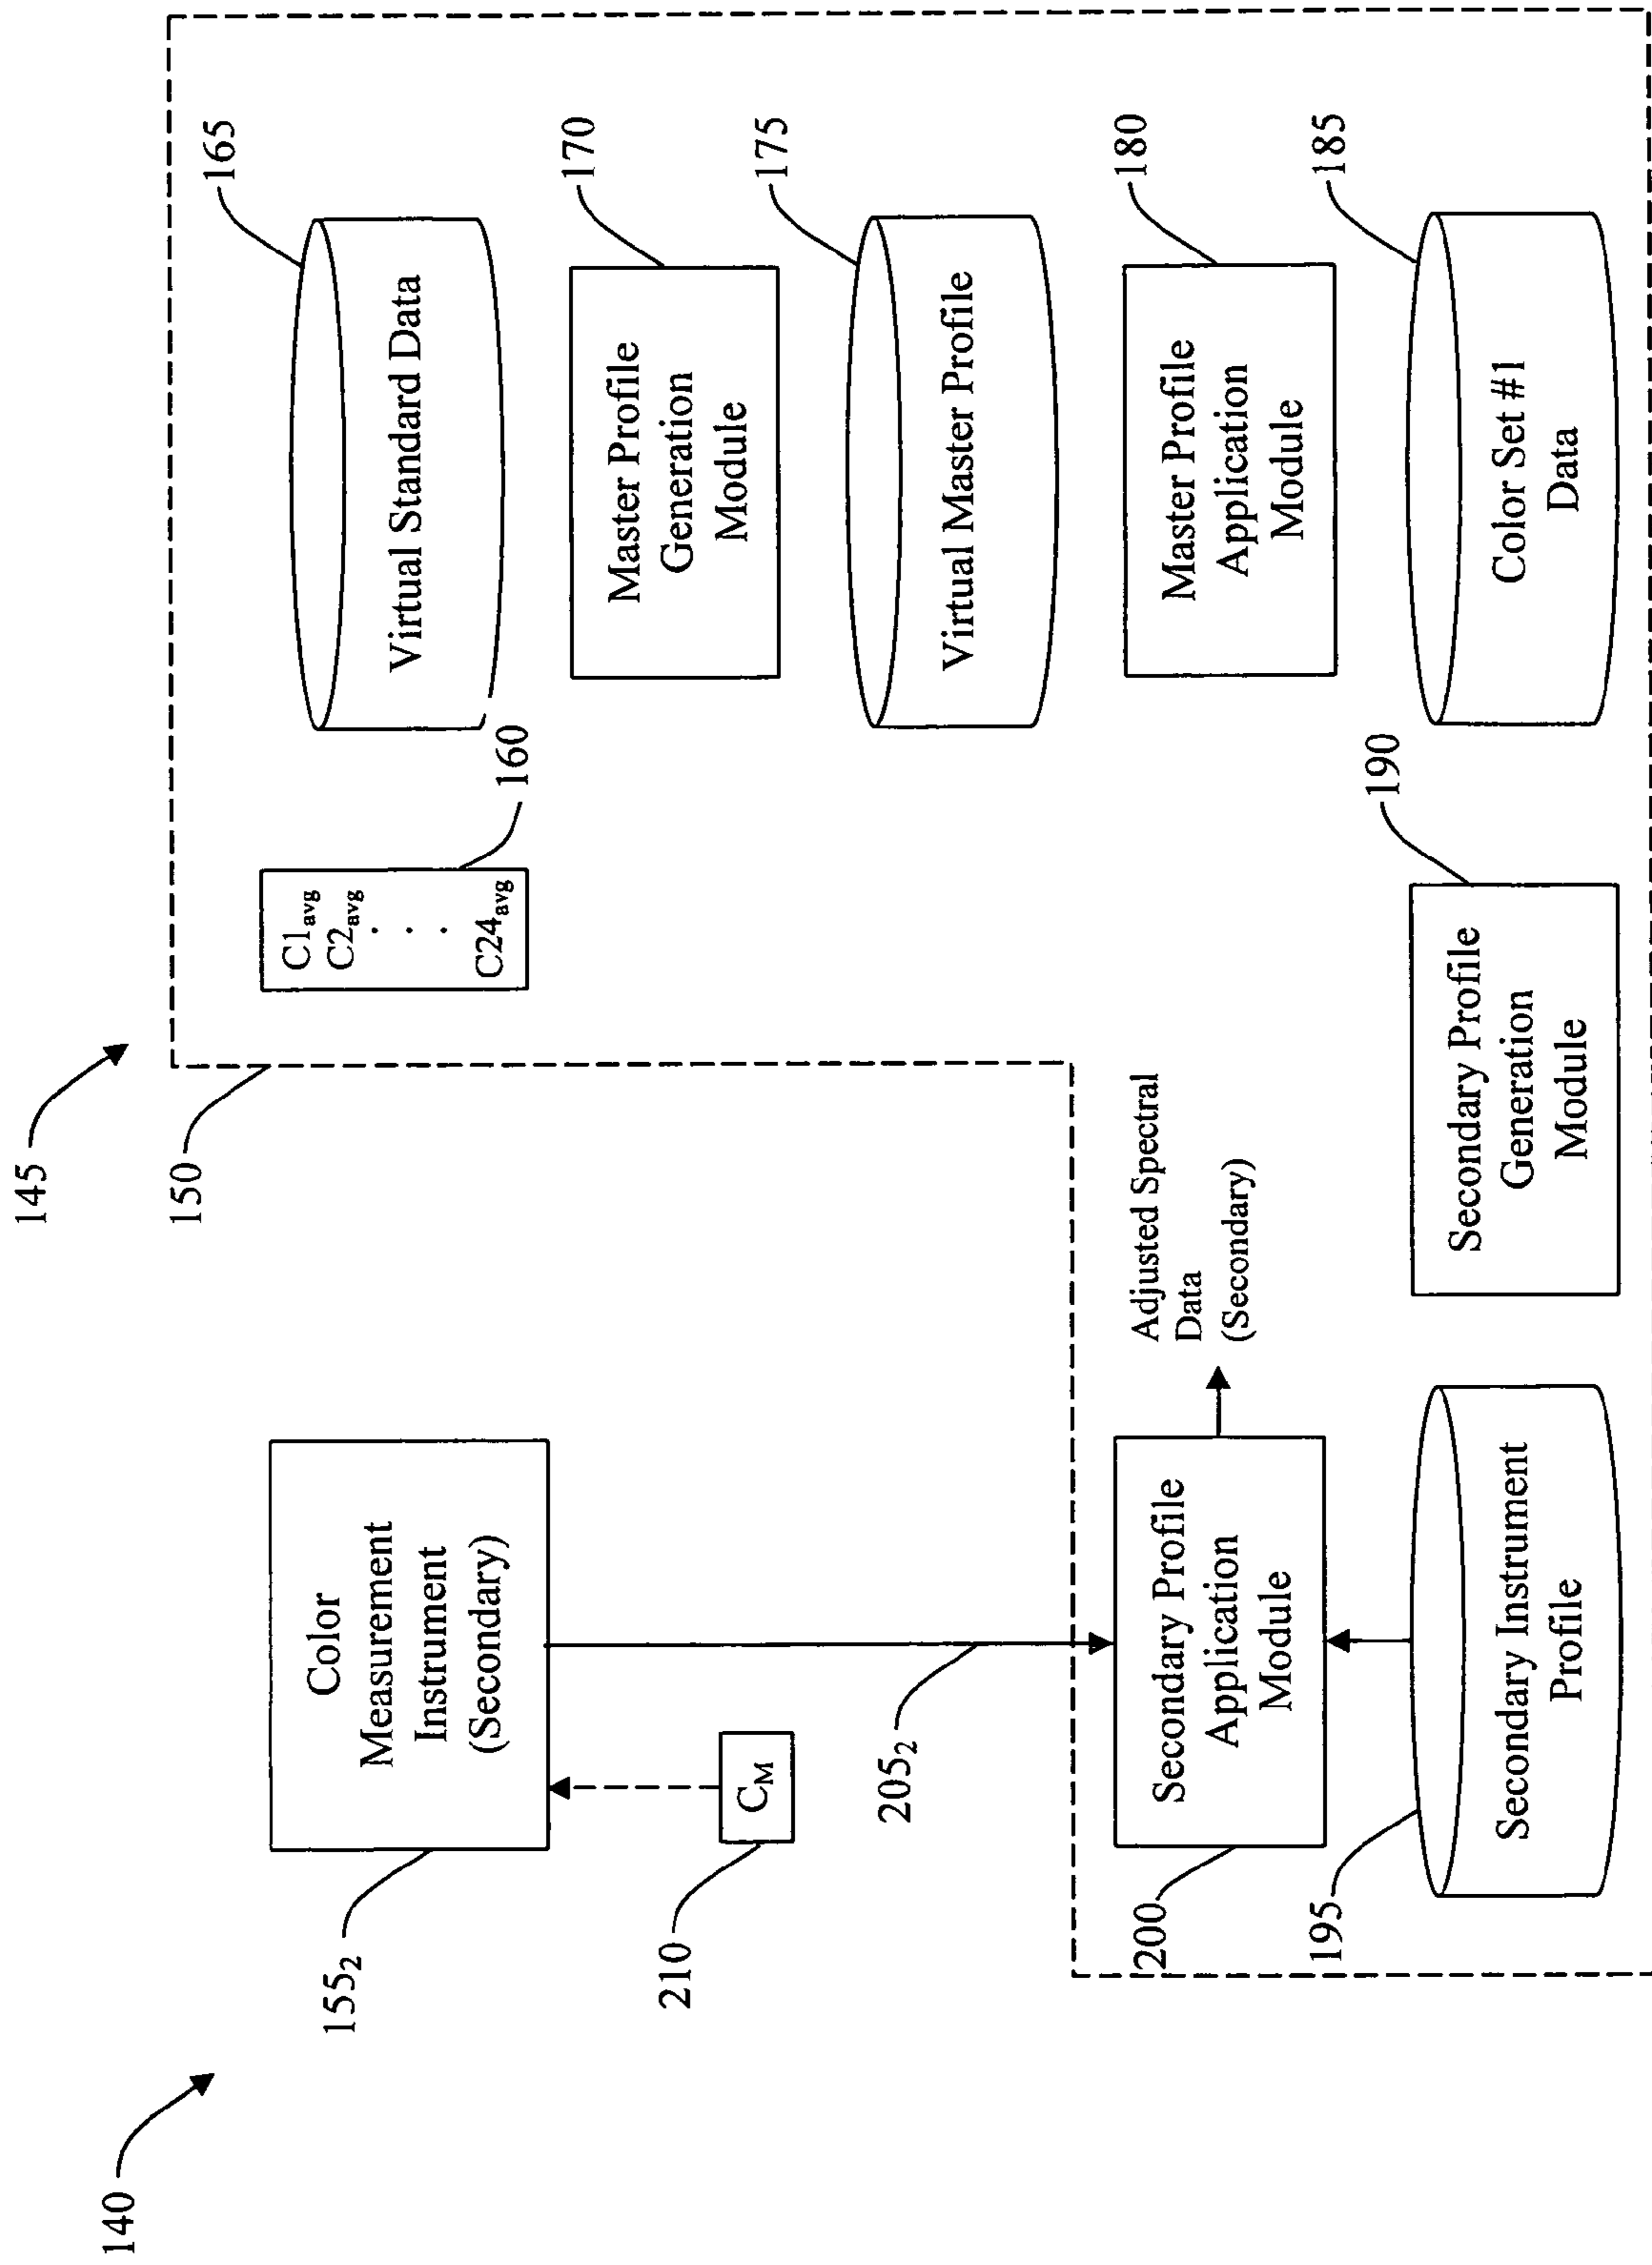 140
145
150
155₂
Color
Measurement
Instrument
(Secondary)
210
C_M
205₂
200
Secondary Profile
Application
Module
Adjusted Spectral
Data
(Secondary)
195
Secondary Instrument
Profile
190
Secondary Profile
Generation
Module
160
C1avg
C2avg
.
.
.
C24avg
165
Virtual Standard Data
170
Master Profile
Generation
Module
175
Virtual Master Profile
180
Master Profile
Application
Module
185
Color Set #1
Data